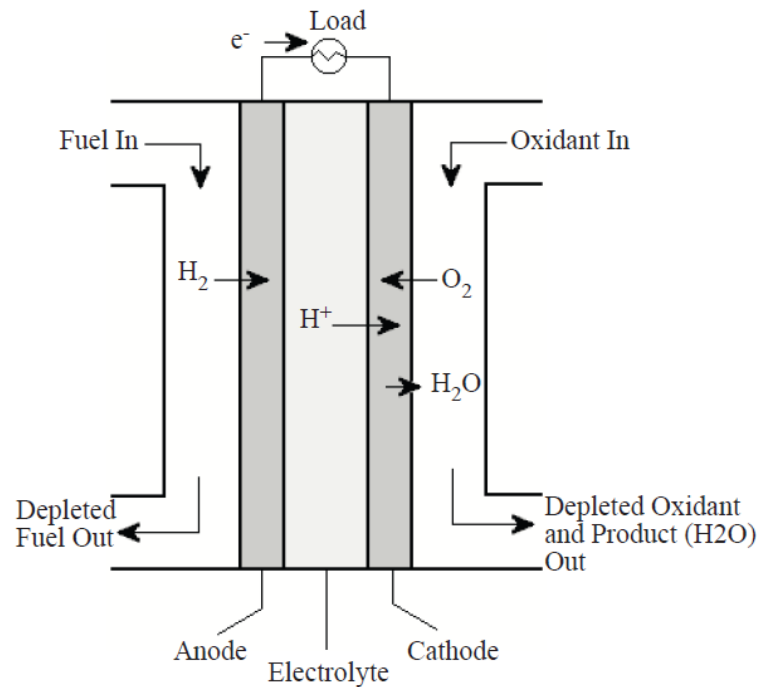 Load
e⁻
Fuel In
Oxidant In
H₂
O₂
H⁺
H₂O
Depleted
Fuel Out
Depleted Oxidant
and Product (H2O)
Out
Anode
Cathode
Electrolyte